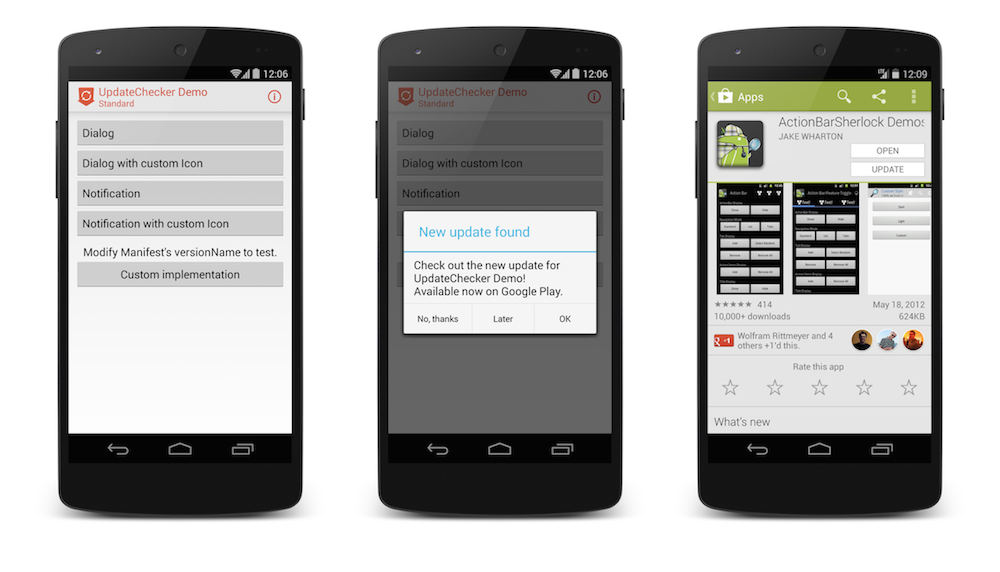 12:06
UpdateChecker Demo
Standard
Dialog
Dialog with custom Icon
Notification
Notification with custom Icon
Modify Manifest's versionName to test.
Custom implementation
12:06
UpdateChecker Demo
Standard
Dialog
Dialog with custom Icon
Notification
New update found
Check out the new update for
UpdateChecker Demo!
Available now on Google Play.
No, thanks
Later
OK
LTE
12:09
Apps
ActionBarSherlock Demos
JAKE WHARTON
OPEN
UPDATE
Action Bar
Action Bar/Feature Toggle
414
May 18, 2012
10,000+ downloads
624KB
g +1
Wolfram Rittmeyer and 4
others +1'd this.
Rate this app
What's new